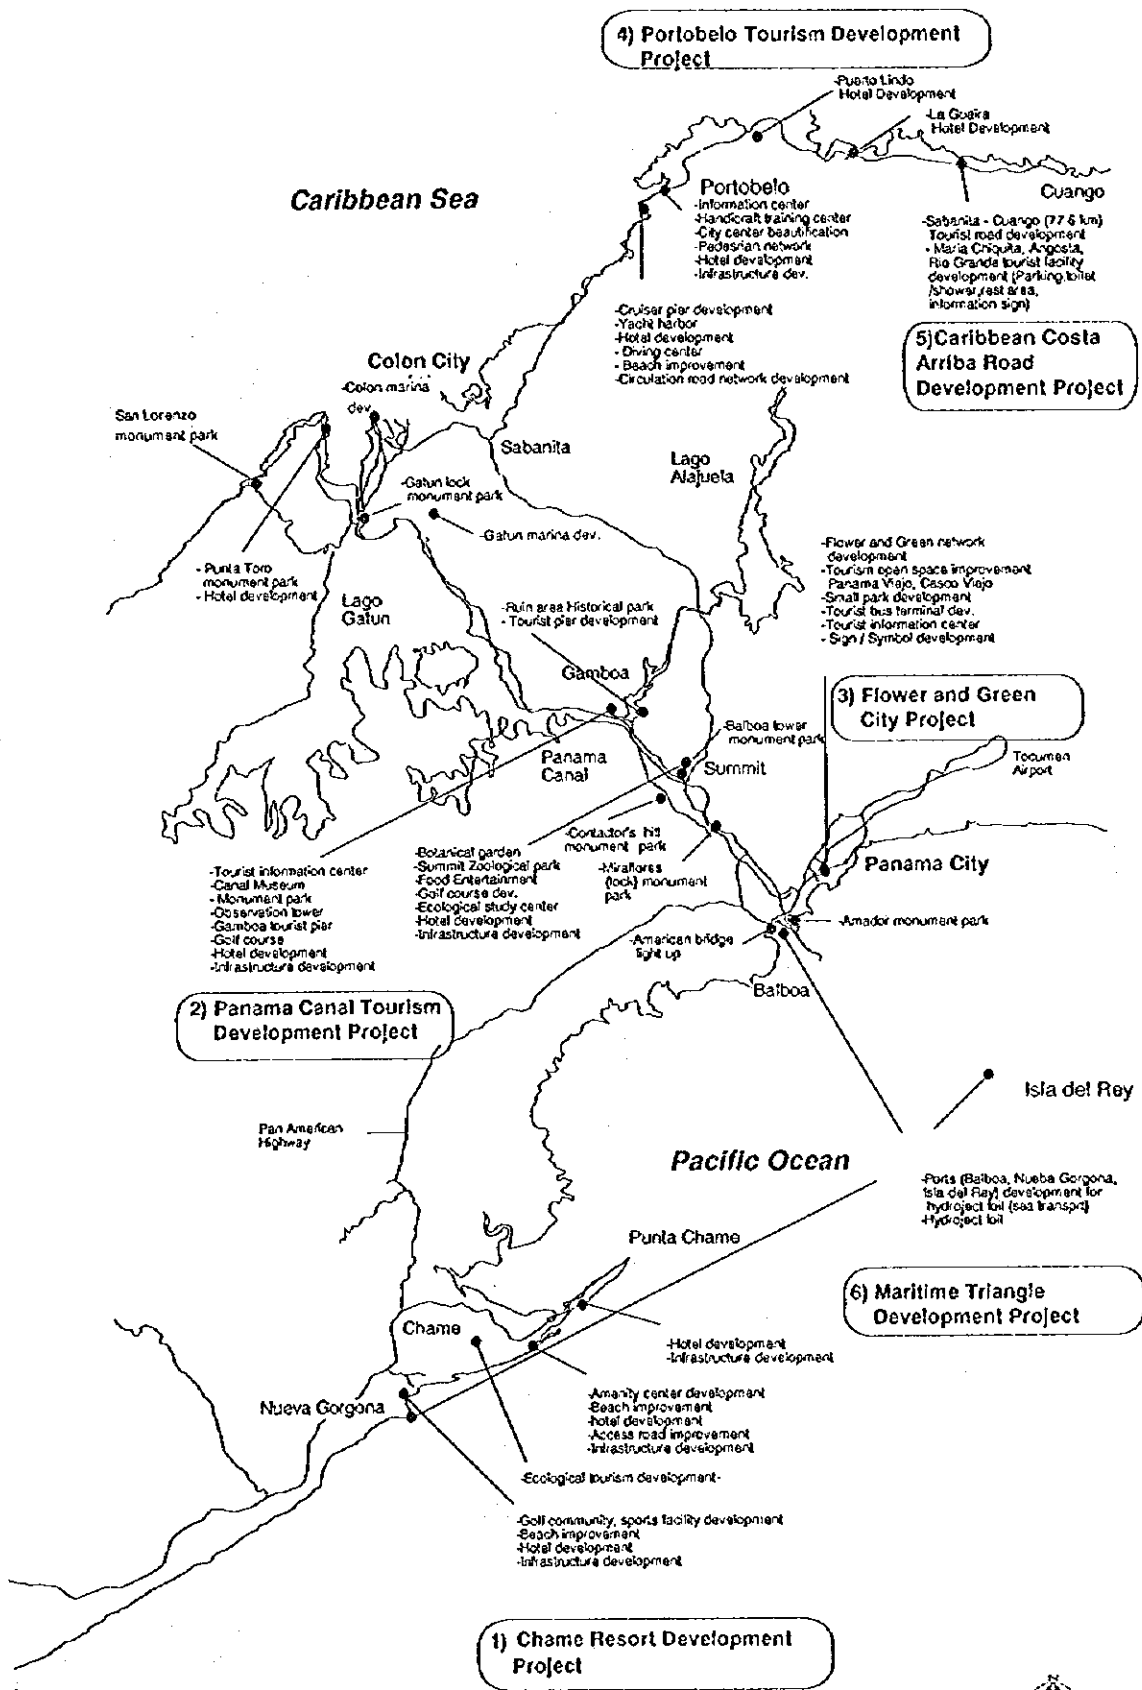 4) Portobelo Tourism Development
Project
-Puerto Lindo
Hotel Development
-La Guaira
Hotel Development
Caribbean Sea
Portobelo
-Information center
-Handicraft training center
-City center beautification
-Pedesrian network
-Hotel development
-Infrastructure dev.
Cuango
-Sabanita - Cuango (77.6 km)
Tourist road development
- Maria Chiquita, Angosta,
Rio Grande tourist facility
development (Parking,toilet
/shower,rest area,
information sign)
-Cruiser pier development
-Yacht harbor
-Hotel development
- Diving center
- Beach improvement
-Circulation road network development
5)Caribbean Costa
Arriba Road
Development Project
Colon City
-Colon marina
dev.
San Lorenzo
monument park
Sabanita
Lago
Alajuela
-Gatun lock
monument park
-Gatun marina dev.
- Punta Toro
monument park
- Hotel development
Lago
Gatun
-Flower and Green network
development
-Tourism open space improvement
Panama Viejo, Casco Viejo
-Small park development
-Tourist bus terminal dev.
-Tourist information center
- Sign / Symbol development
- Ruin area Historical park
- Tourist pier development
Gamboa
3) Flower and Green
City Project
-Balboa tower
monument park
Panama
Canal
Summit
Tocumen
Airport
-Contador's hill
monument park
-Miraflores
(lock) monument
park
Panama City
-Tourist information center
-Canal Museum
- Monument park
-Observation tower
-Gamboa tourist pier
-Golf course
-Hotel development
-Infrastructure development
-Botanical garden
-Summit Zoological park
-Food Entertainment
-Golf course dev.
-Ecological study center
-Hotel development
-Infrastructure development
-Amador monument park
-American bridge
light up
Balboa
2) Panama Canal Tourism
Development Project
Isla del Rey
Pan American
Highway
Pacific Ocean
-Ports (Balboa, Nueba Gorgona,
Isla del Rey) development for
hydroject foil (sea transprt)
-Hydroject foil
Punta Chame
6) Maritime Triangle
Development Project
Chame
-Hotel development
-Infrastructure development
Nueva Gorgona
-Amenity center development
-Beach improvement
-hotel development
-Access road improvement
-Infrastructure development
-Ecological tourism development-
-Golf community, sports facility development
-Beach improvement
-Hotel development
-Infrastructure development
1) Chame Resort Development
Project
N